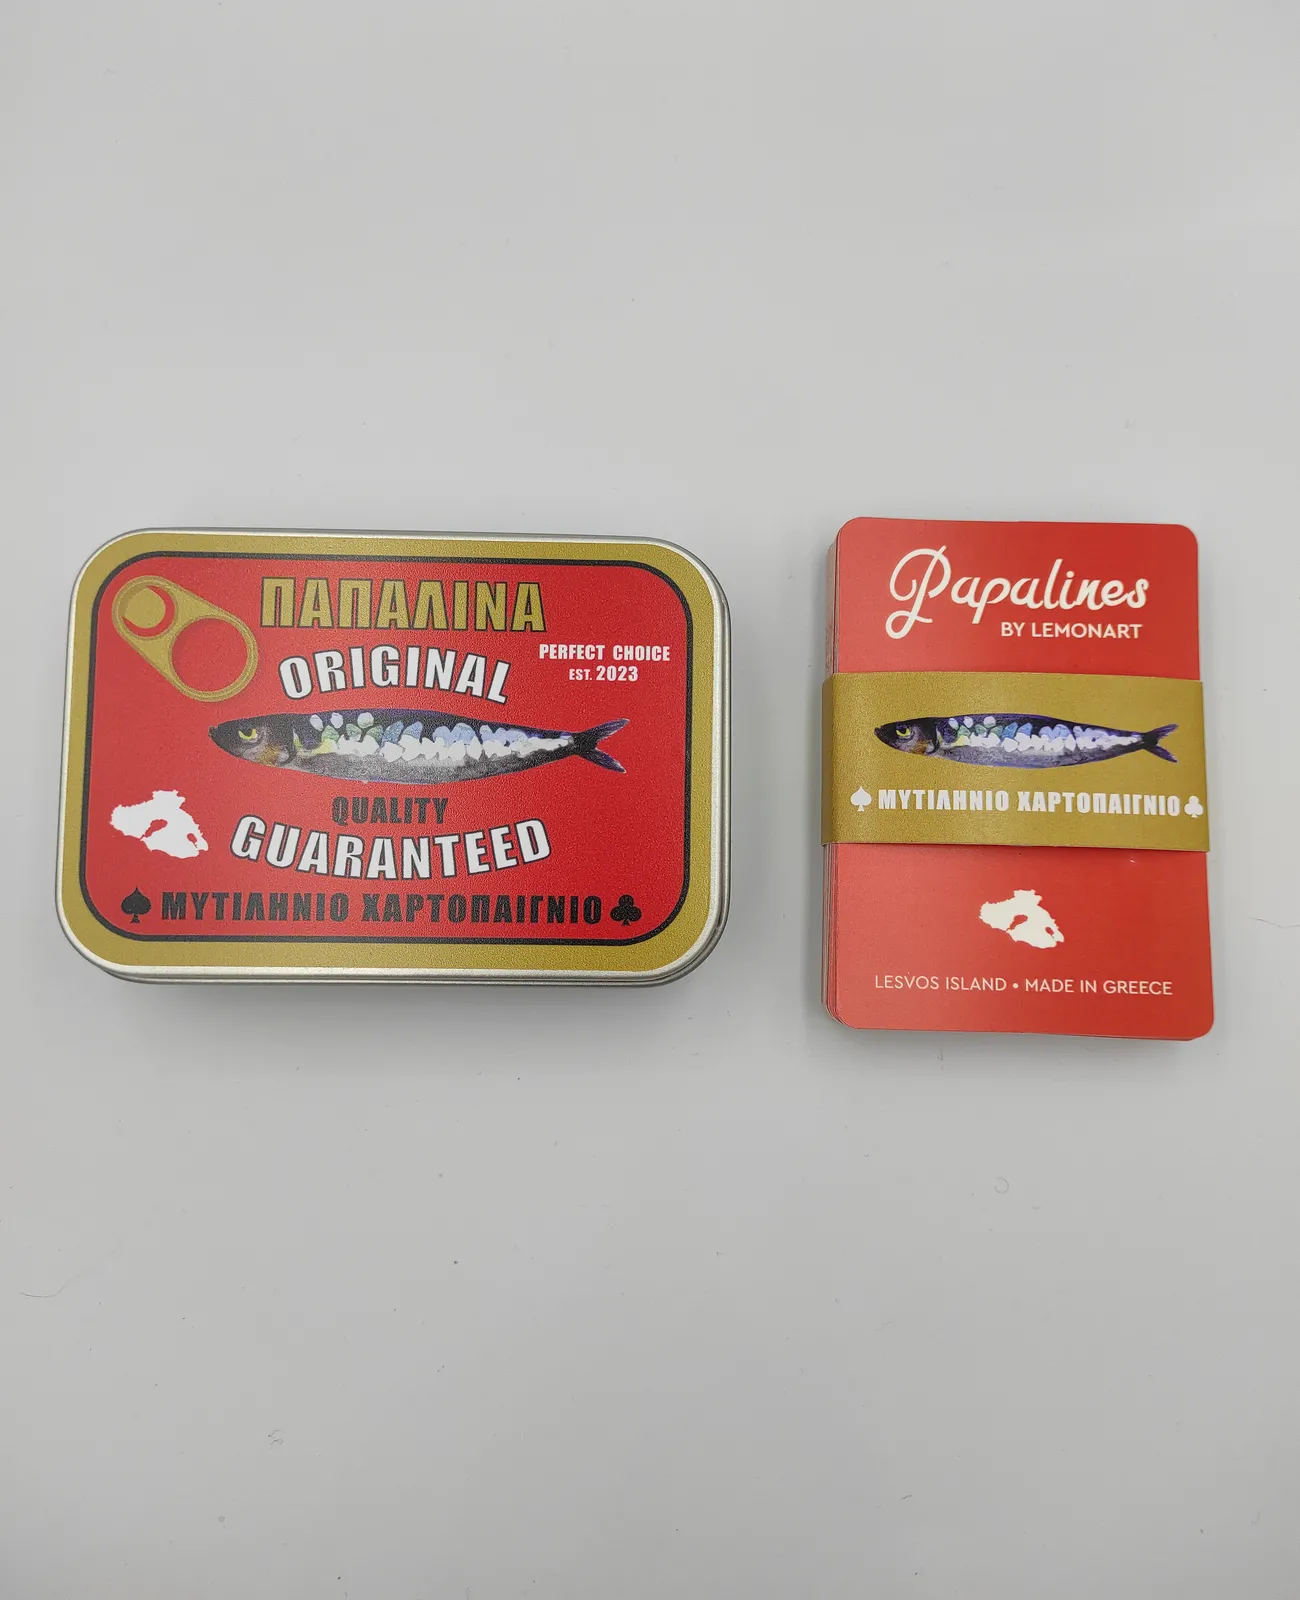 ΠΑΠΑΛΙΝΑ
ORIGINAL
PERFECT CHOICE
EST. 2023
QUALITY
GUARANTEED
ΜΥΤΙΛΗΝΙΟ ΧΑΡΤΟΠΑΙΓΝΙΟ
Papalines
BY LEMONART
ΜΥΤΙΛΗΝΙΟ ΧΑΡΤΟΠΑΙΓΝΙΟ
LESVOS ISLAND • MADE IN GREECE